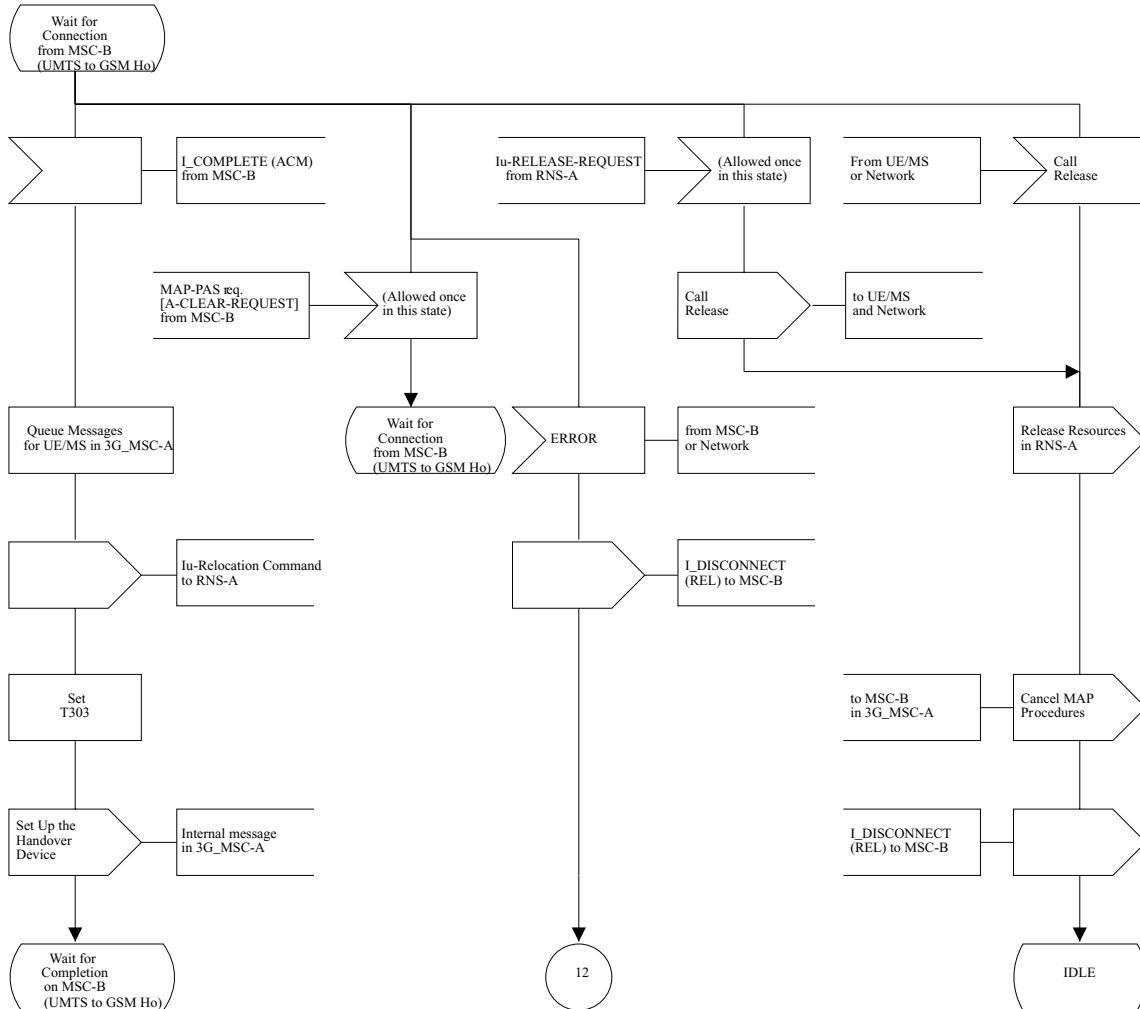 Wait for
Connection
from MSC-B
(UMTS to GSM Ho)
I_COMPLETE (ACM)
from MSC-B
Iu-RELEASE-REQUEST
from RNS-A
(Allowed once
in this state)
From UE/MS
or Network
Call
Release
MAP-PAS req.
[A-CLEAR-REQUEST]
from MSC-B
(Allowed once
in this state)
Call
Release
to UE/MS
and Network
Queue Messages
for UE/MS in 3G_MSC-A
Wait for
Connection
from MSC-B
(UMTS to GSM Ho)
ERROR
from MSC-B
or Network
Release Resources
in RNS-A
Iu-Relocation Command
to RNS-A
I_DISCONNECT
(REL) to MSC-B
Set
T303
to MSC-B
in 3G_MSC-A
Cancel MAP
Procedures
Set Up the
Handover
Device
Internal message
in 3G_MSC-A
I_DISCONNECT
(REL) to MSC-B
Wait for
Completion
on MSC-B
(UMTS to GSM Ho)
12
IDLE